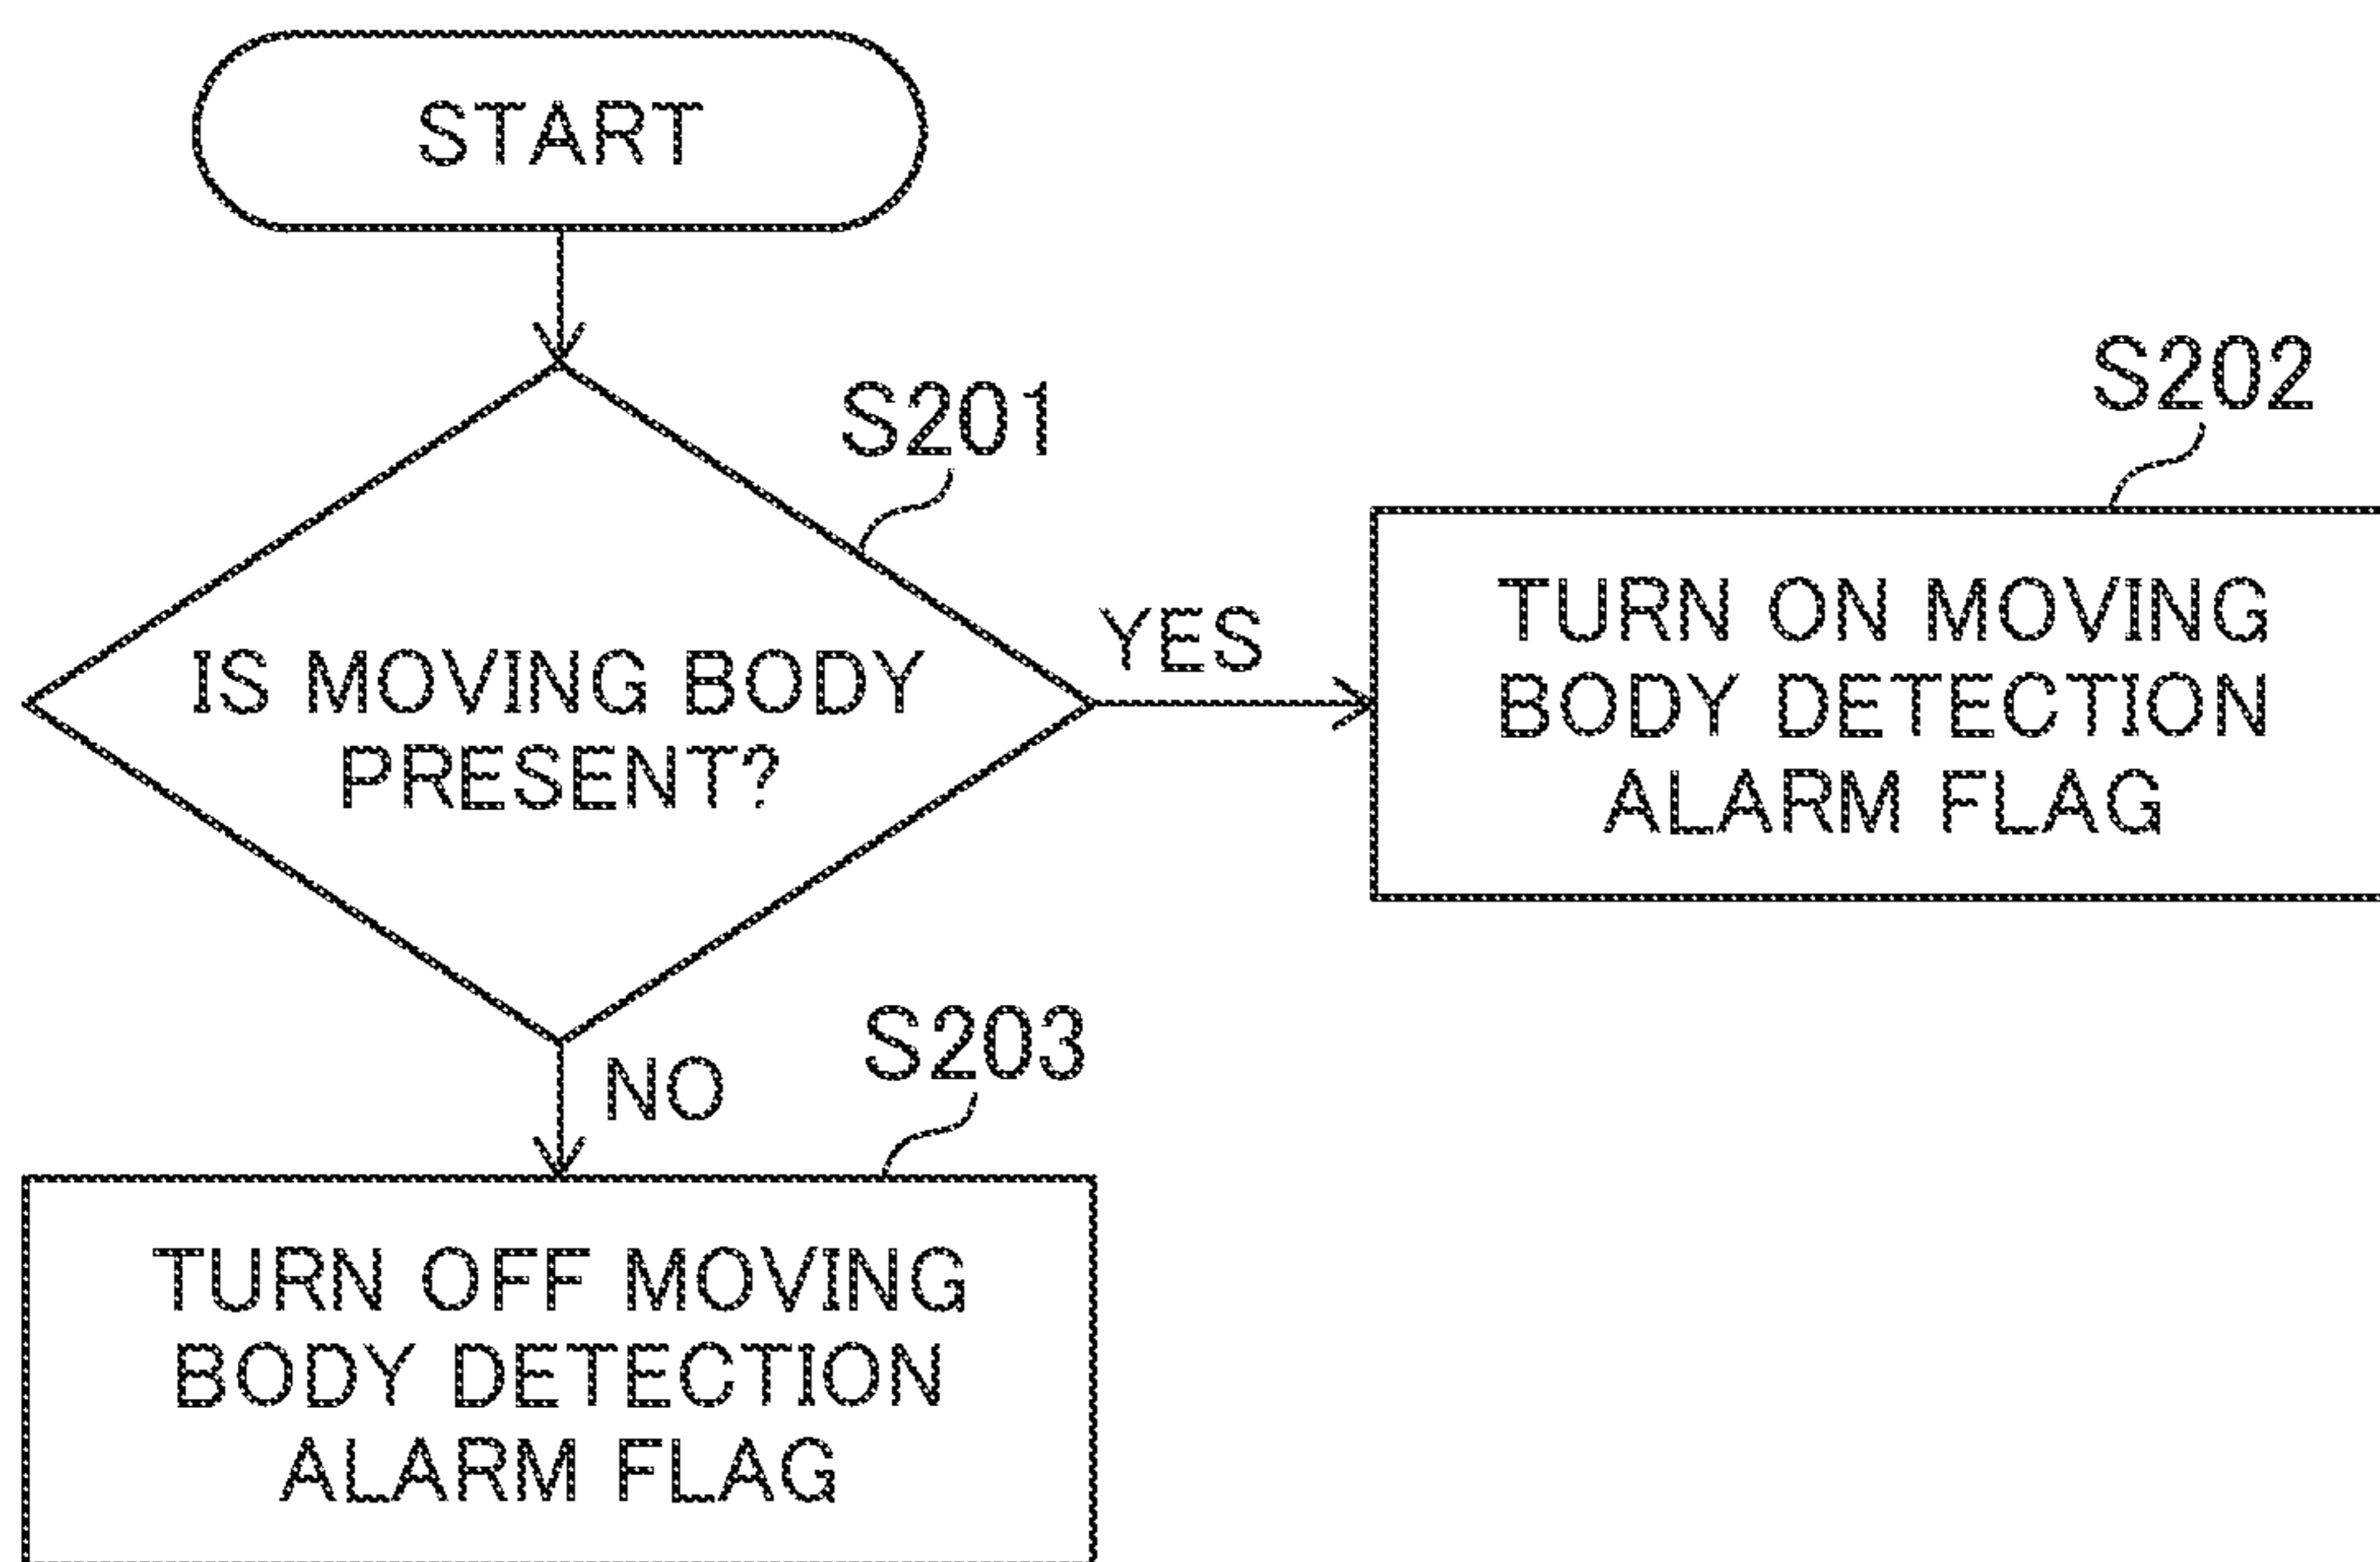 START
S201
IS MOVING BODY
PRESENT?
YES
S202
TURN ON MOVING
BODY DETECTION
ALARM FLAG
NO
S203
TURN OFF MOVING
BODY DETECTION
ALARM FLAG